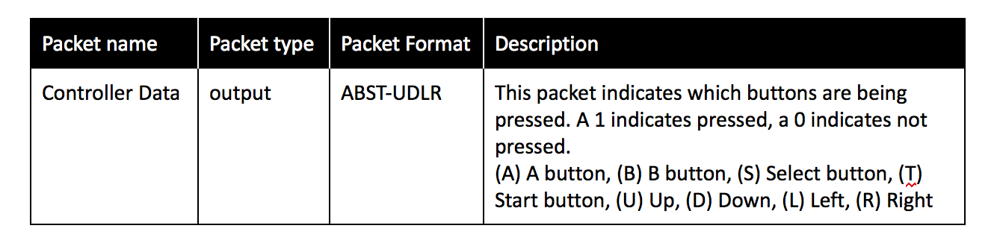 Packet name Packet type Packet Format Description
Controller Data output ABST-UDLR This packet indicates which buttons are being
pressed. A 1 indicates pressed, a 0 indicates not
pressed.
(A) A button, (B) B button, (S) Select button, (T)
Start button, (U) Up, (D) Down, (L) Left, (R) Right